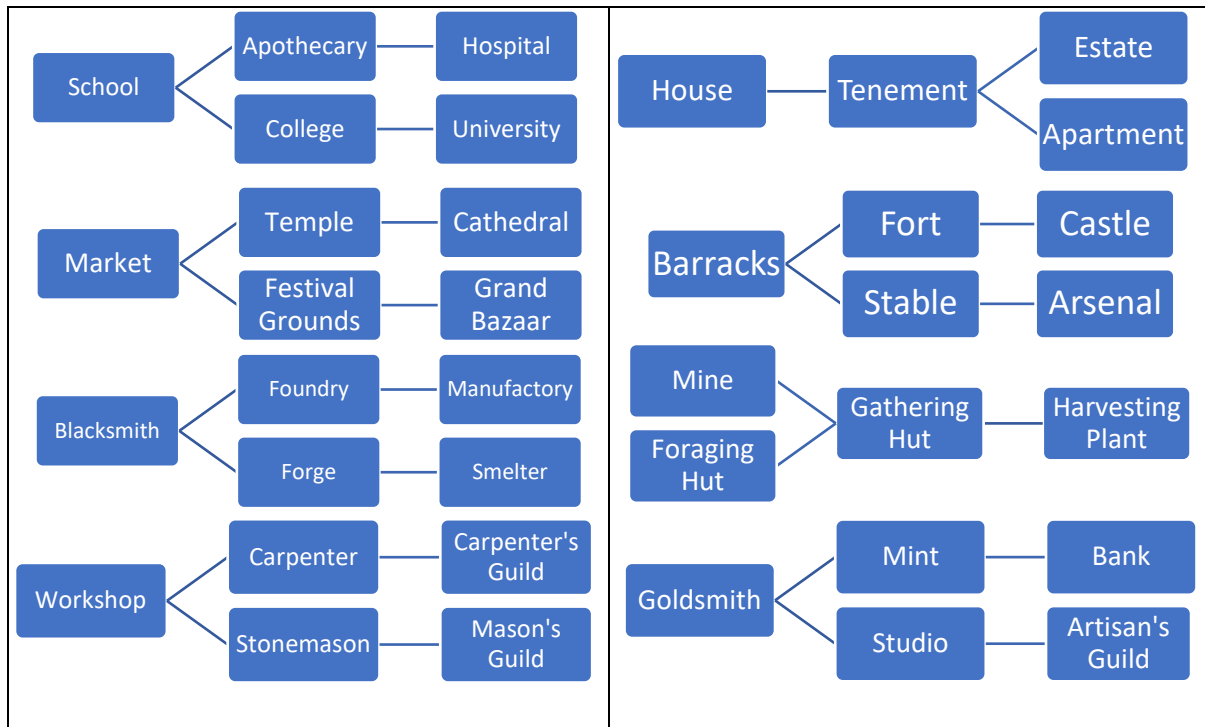 School
Apothecary
Hospital
College
University
Market
Temple
Cathedral
Festival
Grounds
Grand
Bazaar
Blacksmith
Foundry
Manufactory
Forge
Smelter
Workshop
Carpenter
Carpenter's
Guild
Stonemason
Mason's
Guild
House
Tenement
Estate
Apartment
Barracks
Fort
Castle
Stable
Arsenal
Mine
Foraging
Hut
Gathering
Hut
Harvesting
Plant
Goldsmith
Mint
Bank
Studio
Artisan's
Guild